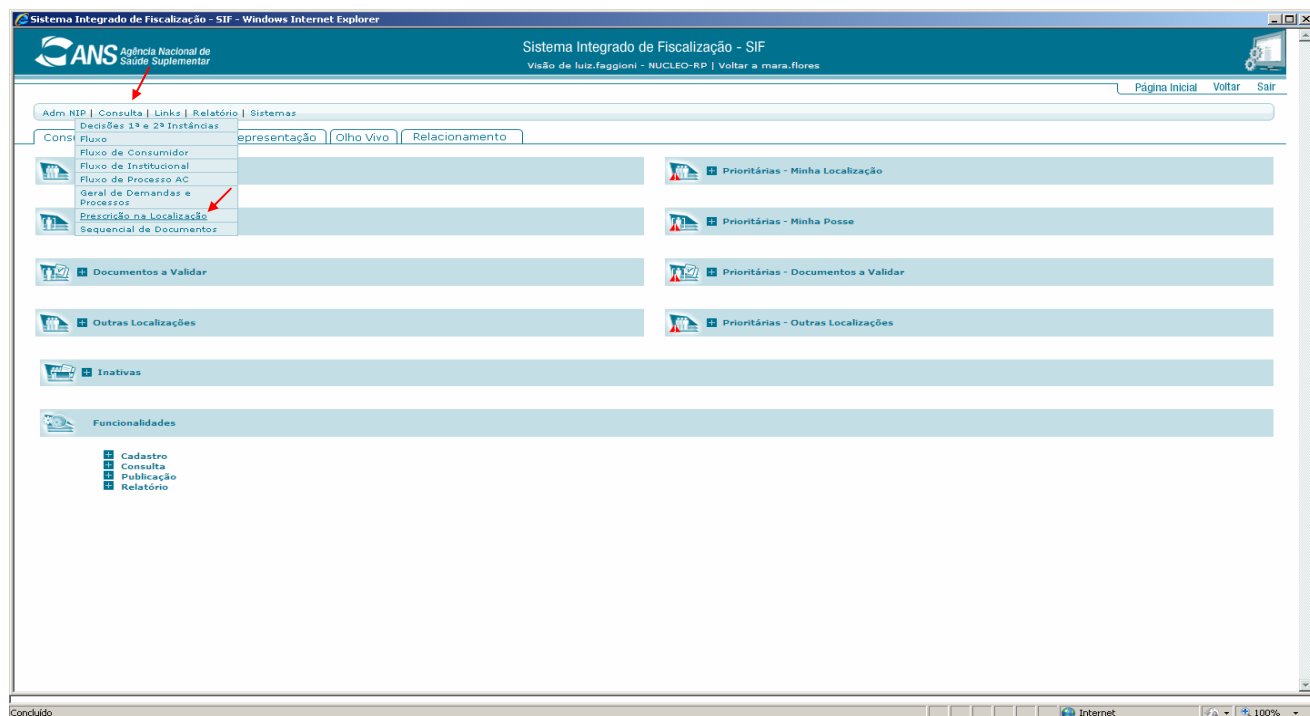 Sistema Integrado de Fiscalização - SIF - Windows Internet Explorer
ANS Agência Nacional de
Saúde Suplementar
Sistema Integrado de Fiscalização - SIF
Visão de luiz.faggioni - NUCLEO-RP | Voltar a mara.flores
Página Inicial Voltar Sair
Adm NIP | Consulta | Links | Relatório | Sistemas
Decisões 1ª e 2ª Instâncias
Fluxo
Fluxo de Consumidor
Fluxo de Institucional
Fluxo de Processo AC
Geral de Demandas e
Processos
Prescrição na Localização
Sequencial de Documentos
Cons epresentação Olho Vivo Relacionamento
Prioritárias - Minha Localização
Prioritárias - Minha Posse
Documentos a Validar Prioritárias - Documentos a Validar
Outras Localizações Prioritárias - Outras Localizações
Inativas
Funcionalidades
Cadastro
Consulta
Publicação
Relatório
Concluído Internet 100%